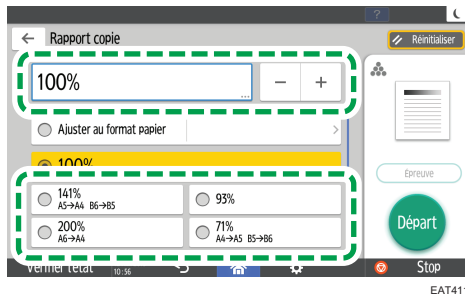 ?
Rapport copie
Réinitialiser
100%
...
− +
Ajuster au format papier
100%
Épreuve
141%
A5→A4 B6→B5
93%
200%
A6→A4
71%
A4→A5 B5→B6
Départ
Vérifier l'état
10:56
Stop
EAT411